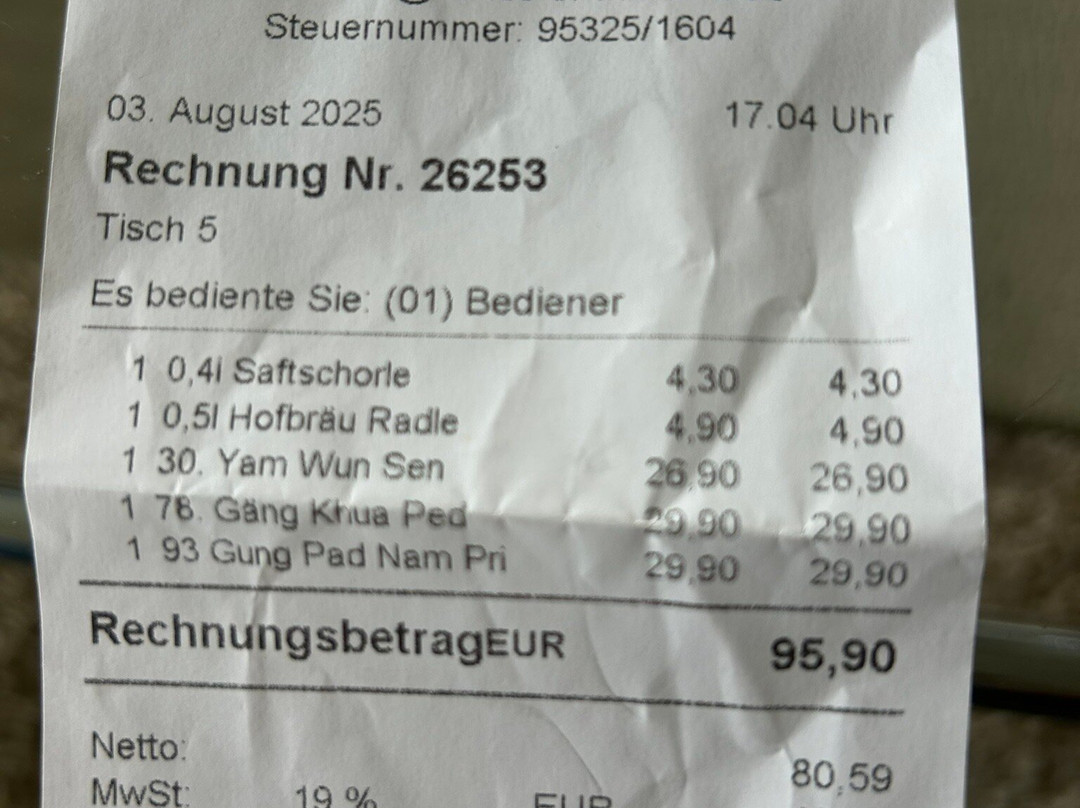 Steuernummer: 95325/1604
03. August 2025 17.04 Uhr
Rechnung Nr. 26253
Tisch 5
Es bediente Sie: (01) Bediener
1 0,4l Saftschorle 4,30 4,30
1 0,5l Hofbräu Radle 4,90 4,90
1 30. Yam Wun Sen 26,90 26,90
1 78. Gäng Khua Ped 29,90 29,90
1 93 Gung Pad Nam Pri 29,90 29,90
RechnungsbetragEUR 95,90
Netto: 80,59
MwSt: 19 % EUR